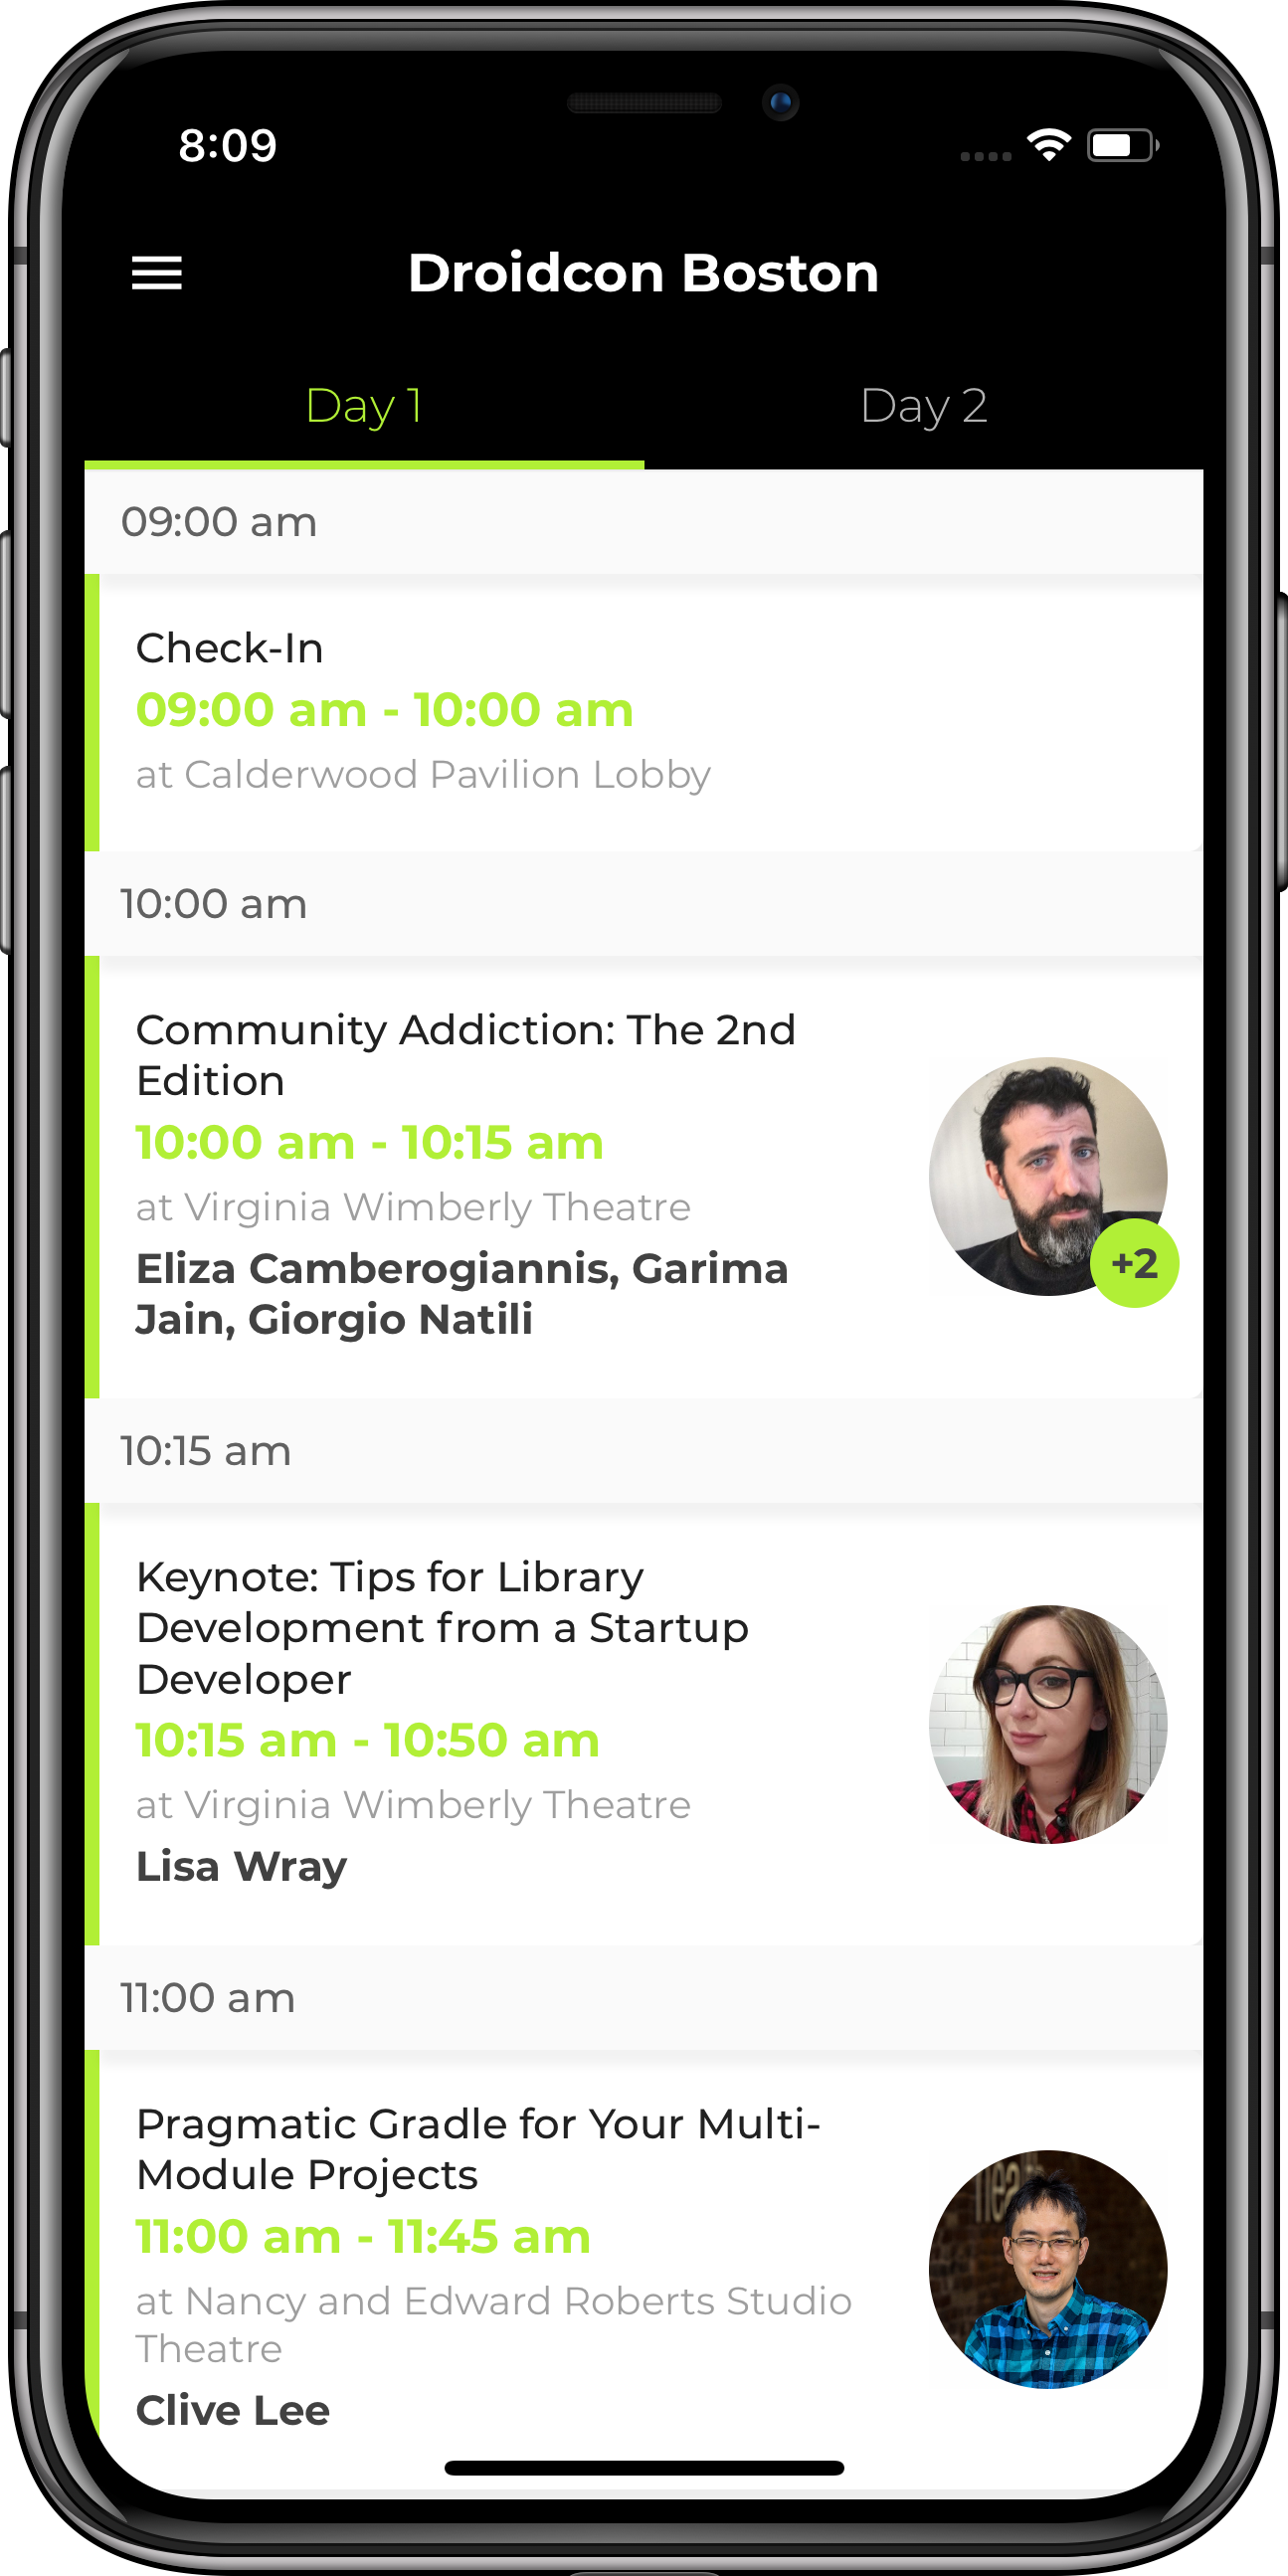 8:09
Droidcon Boston
Day 1
Day 2
09:00 am
Check-In
09:00 am - 10:00 am
at Calderwood Pavilion Lobby
10:00 am
Community Addiction: The 2nd
Edition
10:00 am - 10:15 am
at Virginia Wimberly Theatre
Eliza Camberogiannis, Garima
Jain, Giorgio Natili
+2
10:15 am
Keynote: Tips for Library
Development from a Startup
Developer
10:15 am - 10:50 am
at Virginia Wimberly Theatre
Lisa Wray
11:00 am
Pragmatic Gradle for Your Multi-
Module Projects
11:00 am - 11:45 am
at Nancy and Edward Roberts Studio
Theatre
Clive Lee